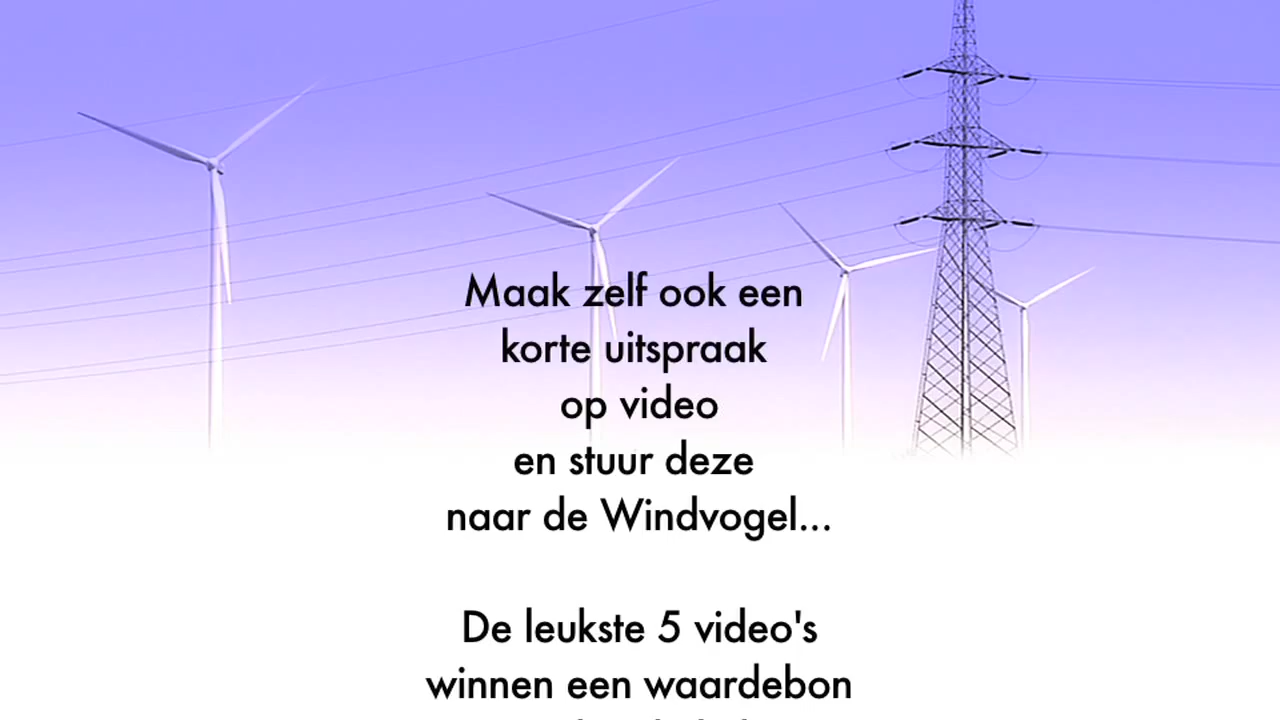 Maak zelf ook een
korte uitspraak
op video
en stuur deze
naar de Windvogel...
De leukste 5 video's
winnen een waardebon